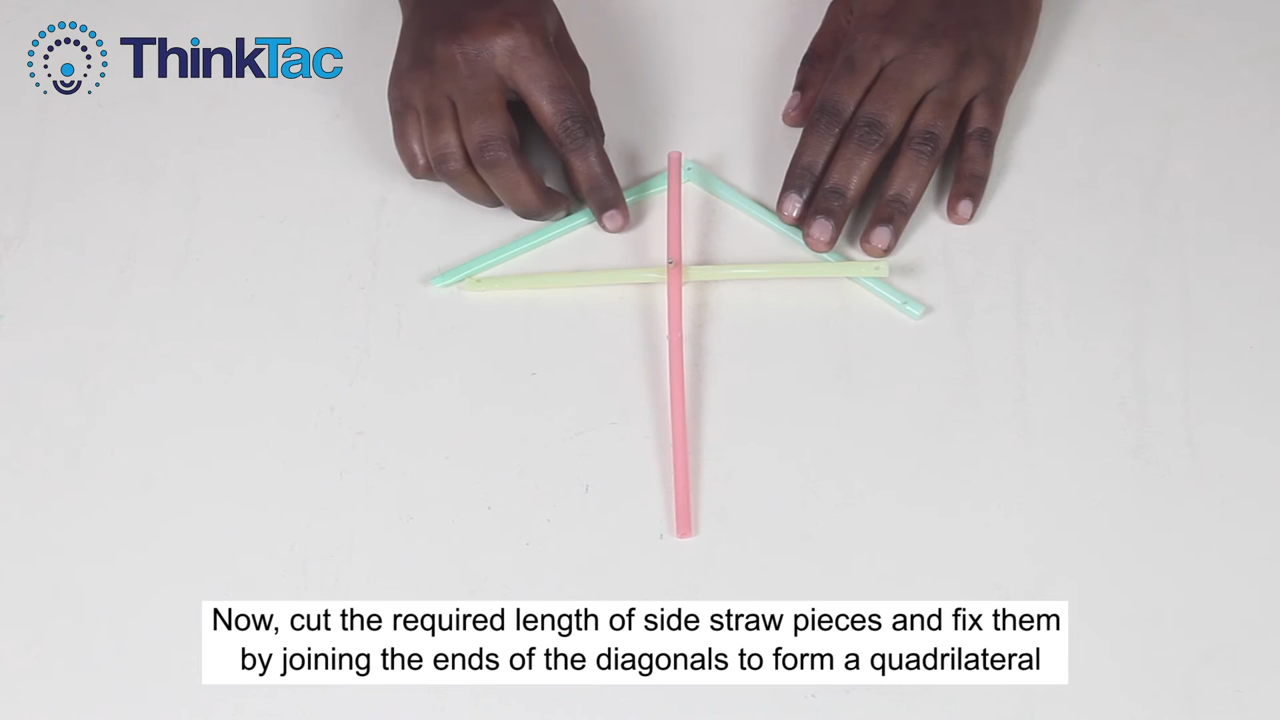 ThinkTac
Now, cut the required length of side straw pieces and fix them
by joining the ends of the diagonals to form a quadrilateral